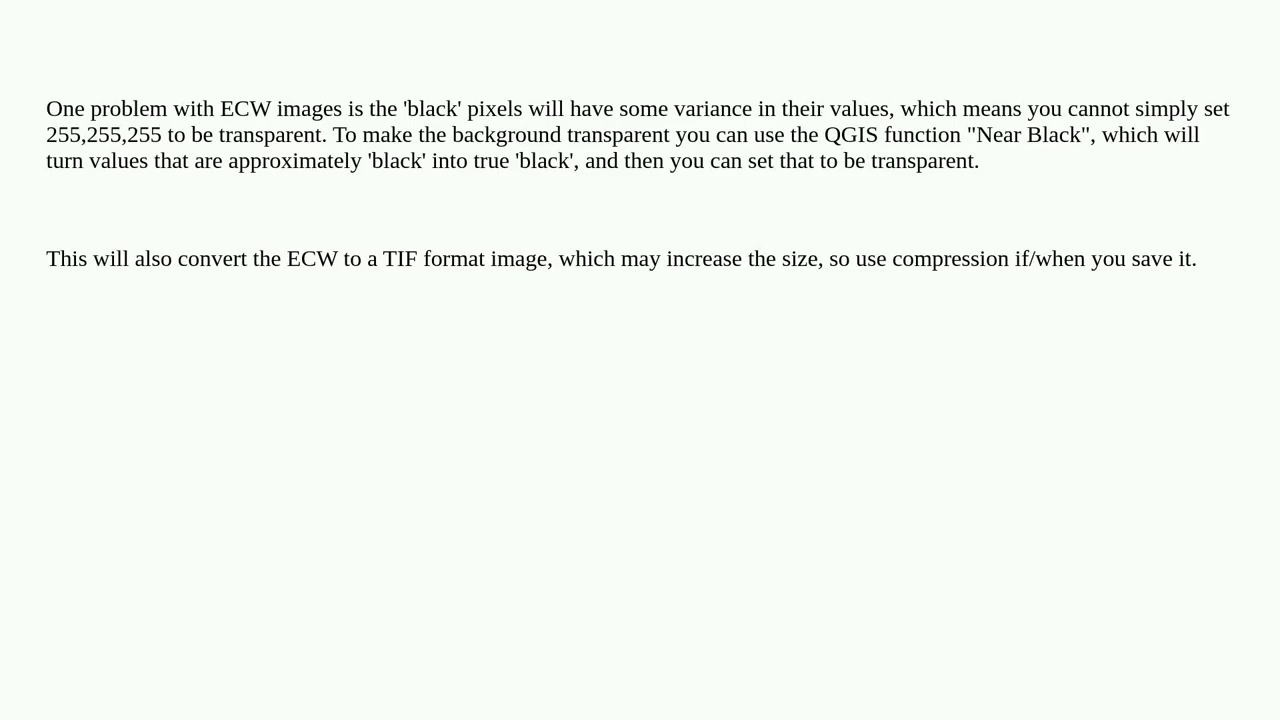 One problem with ECW images is the 'black' pixels will have some variance in their values, which means you cannot simply set
255,255,255 to be transparent. To make the background transparent you can use the QGIS function "Near Black", which will
turn values that are approximately 'black' into true 'black', and then you can set that to be transparent.
This will also convert the ECW to a TIF format image, which may increase the size, so use compression if/when you save it.